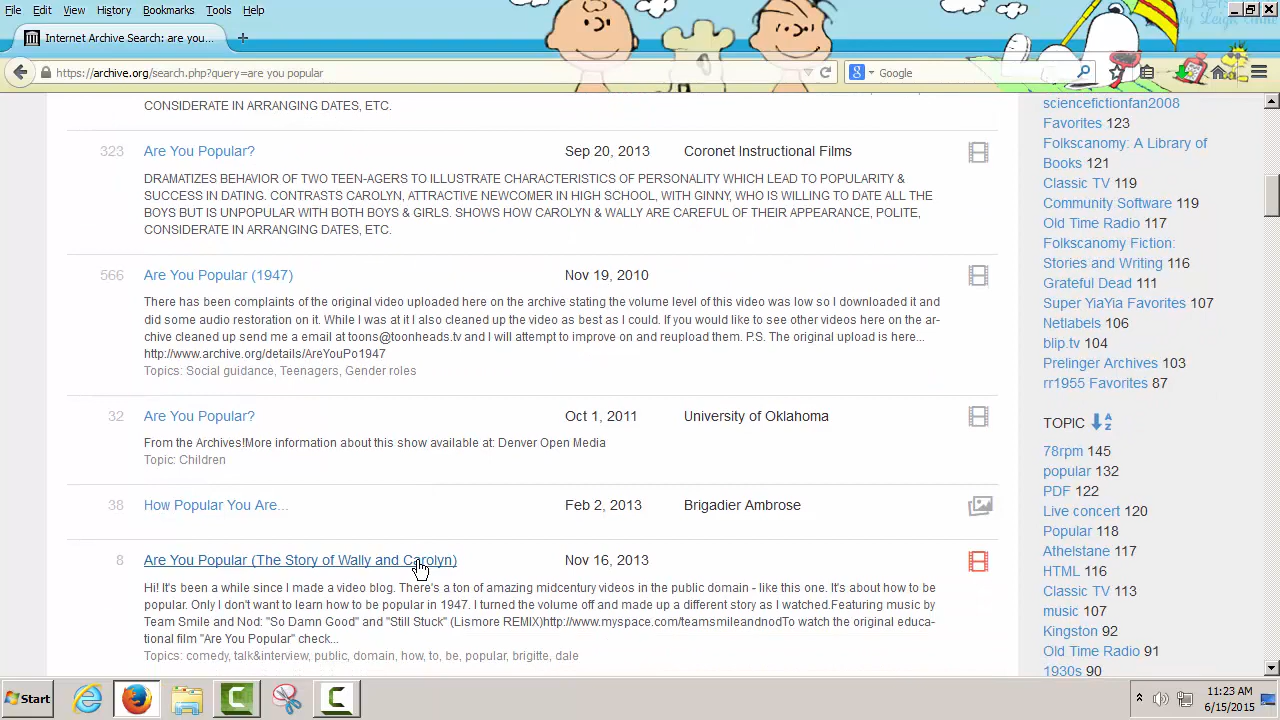 File Edit View History Bookmarks Tools Help
Internet Archive Search: are you...
https://archive.org/search.php?query=are you popular
Google
CONSIDERATE IN ARRANGING DATES, ETC.
323 Are You Popular? Sep 20, 2013 Coronet Instructional Films
DRAMATIZES BEHAVIOR OF TWO TEEN-AGERS TO ILLUSTRATE CHARACTERISTICS OF PERSONALITY WHICH LEAD TO POPULARITY &
SUCCESS IN DATING. CONTRASTS CAROLYN, ATTRACTIVE NEWCOMER IN HIGH SCHOOL, WITH GINNY, WHO IS WILLING TO DATE ALL THE
BOYS BUT IS UNPOPULAR WITH BOTH BOYS & GIRLS. SHOWS HOW CAROLYN & WALLY ARE CAREFUL OF THEIR APPEARANCE, POLITE,
CONSIDERATE IN ARRANGING DATES, ETC.
566 Are You Popular (1947) Nov 19, 2010
There has been complaints of the original video uploaded here on the archive stating the volume level of this video was low so I downloaded it and
did some audio restoration on it. While I was at it I also cleaned up the video as best as I could. If you would like to see other videos here on the ar-
chive cleaned up send me a email at toons@toonheads.tv and I will attempt to improve on and reupload them. P.S. The original upload is here...
http://www.archive.org/details/AreYouPo1947
Topics: Social guidance, Teenagers, Gender roles
32 Are You Popular? Oct 1, 2011 University of Oklahoma
From the Archives!More information about this show available at: Denver Open Media
Topic: Children
38 How Popular You Are... Feb 2, 2013 Brigadier Ambrose
8 Are You Popular (The Story of Wally and Carolyn) Nov 16, 2013
Hi! It's been a while since I made a video blog. There's a ton of amazing midcentury videos in the public domain - like this one. It's about how to be
popular. Only I don't want to learn how to be popular in 1947. I turned the volume off and made up a different story as I watched.Featuring music by
Team Smile and Nod: "So Damn Good" and "Still Stuck" (Lismore REMIX)http://www.myspace.com/teamsmileandnodTo watch the original educa-
tional film "Are You Popular" check...
Topics: comedy, talk&interview, public, domain, how, to, be, popular, brigitte, dale
sciencefictionfan2008
Favorites 123
Folkscanomy: A Library of
Books 121
Classic TV 119
Community Software 119
Old Time Radio 117
Folkscanomy Fiction:
Stories and Writing 116
Grateful Dead 111
Super YiaYia Favorites 107
Netlabels 106
blip.tv 104
Prelinger Archives 103
rr1955 Favorites 87
TOPIC
78rpm 145
popular 132
PDF 122
Live concert 120
Popular 118
Athelstane 117
HTML 116
Classic TV 113
music 107
Kingston 92
Old Time Radio 91
1930s 90
Start
11:23 AM
6/15/2015